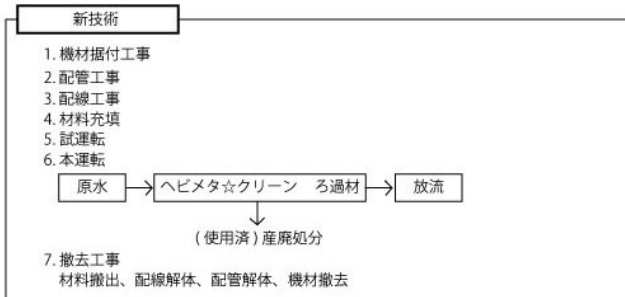 新技術
1. 機材据付工事
2. 配管工事
3. 配線工事
4. 材料充填
5. 試運転
6. 本運転
原水 ヘビメタ☆クリーン ろ過材 放流
(使用済)産廃処分
7. 撤去工事
材料搬出、配線解体、配管解体、機材撤去